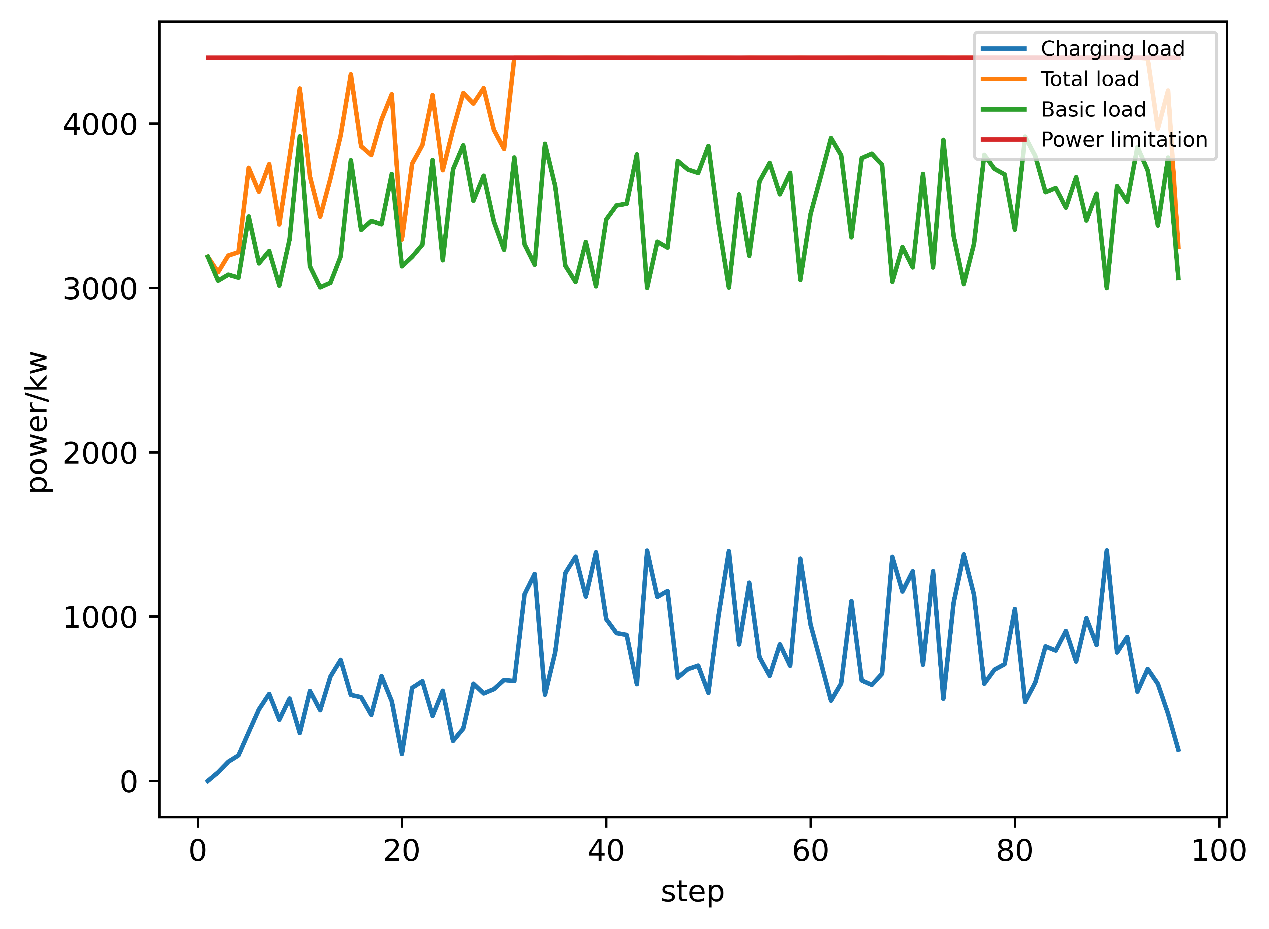 Charging load
Total load
Basic load
Power limitation
4000
3000
2000
1000
0
power/kw
0 20 40 60 80 100
step